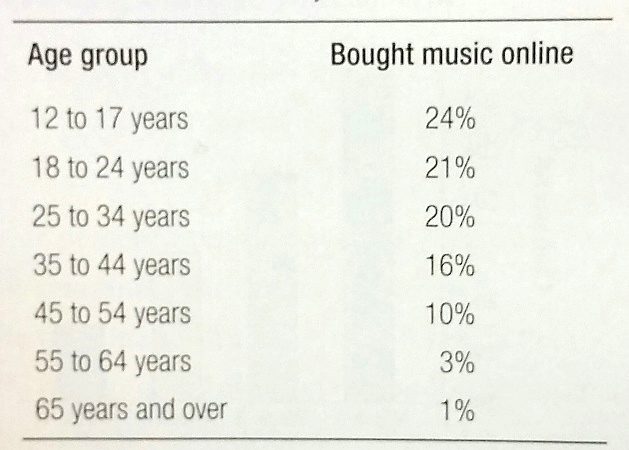 Age group Bought music online
12 to 17 years 24%
18 to 24 years 21%
25 to 34 years 20%
35 to 44 years 16%
45 to 54 years 10%
55 to 64 years 3%
65 years and over 1%